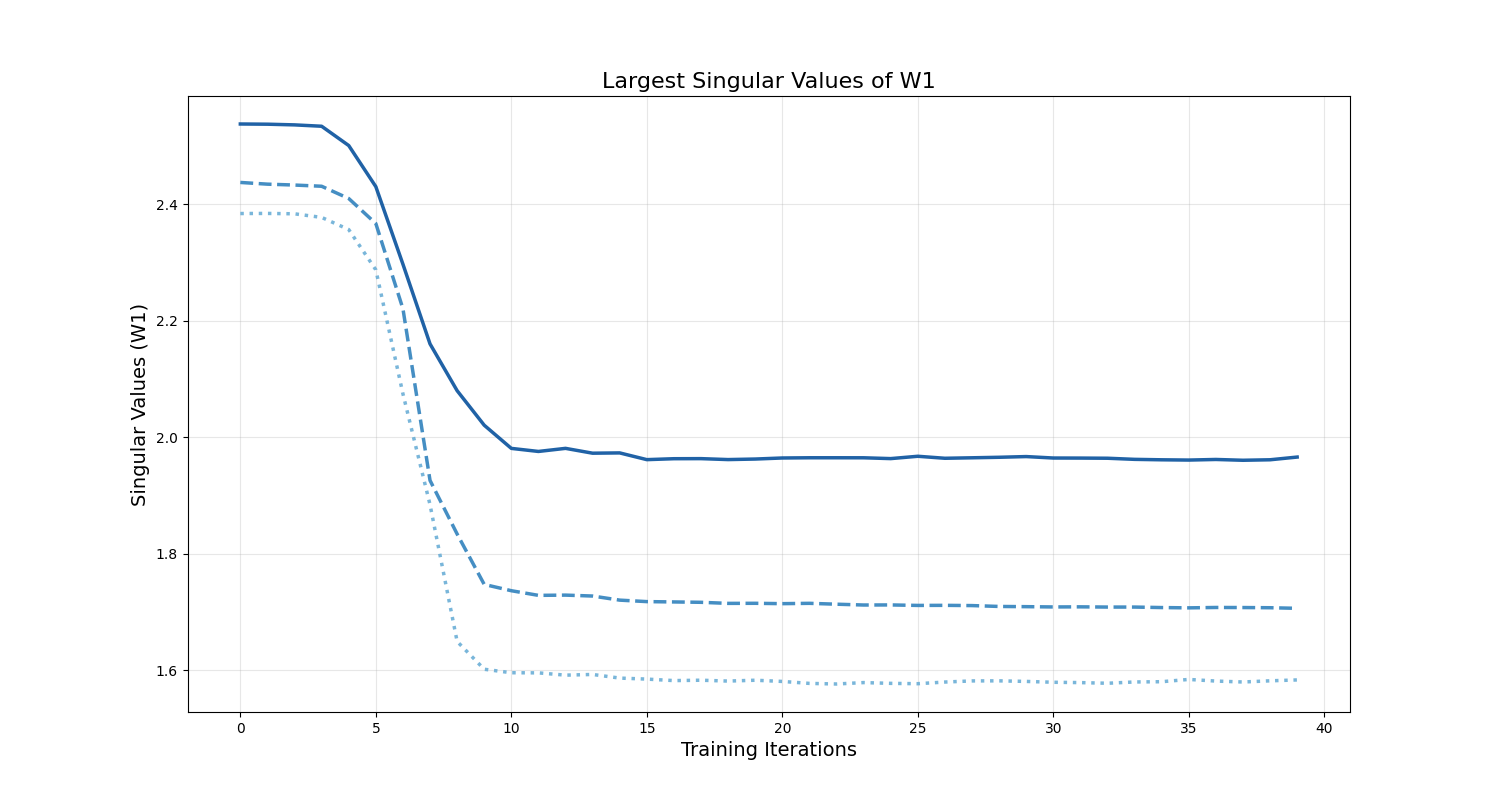 Largest Singular Values of W1
Singular Values (W1)
2.4
2.2
2.0
1.8
1.6
0 5 10 15 20 25 30 35 40
Training Iterations